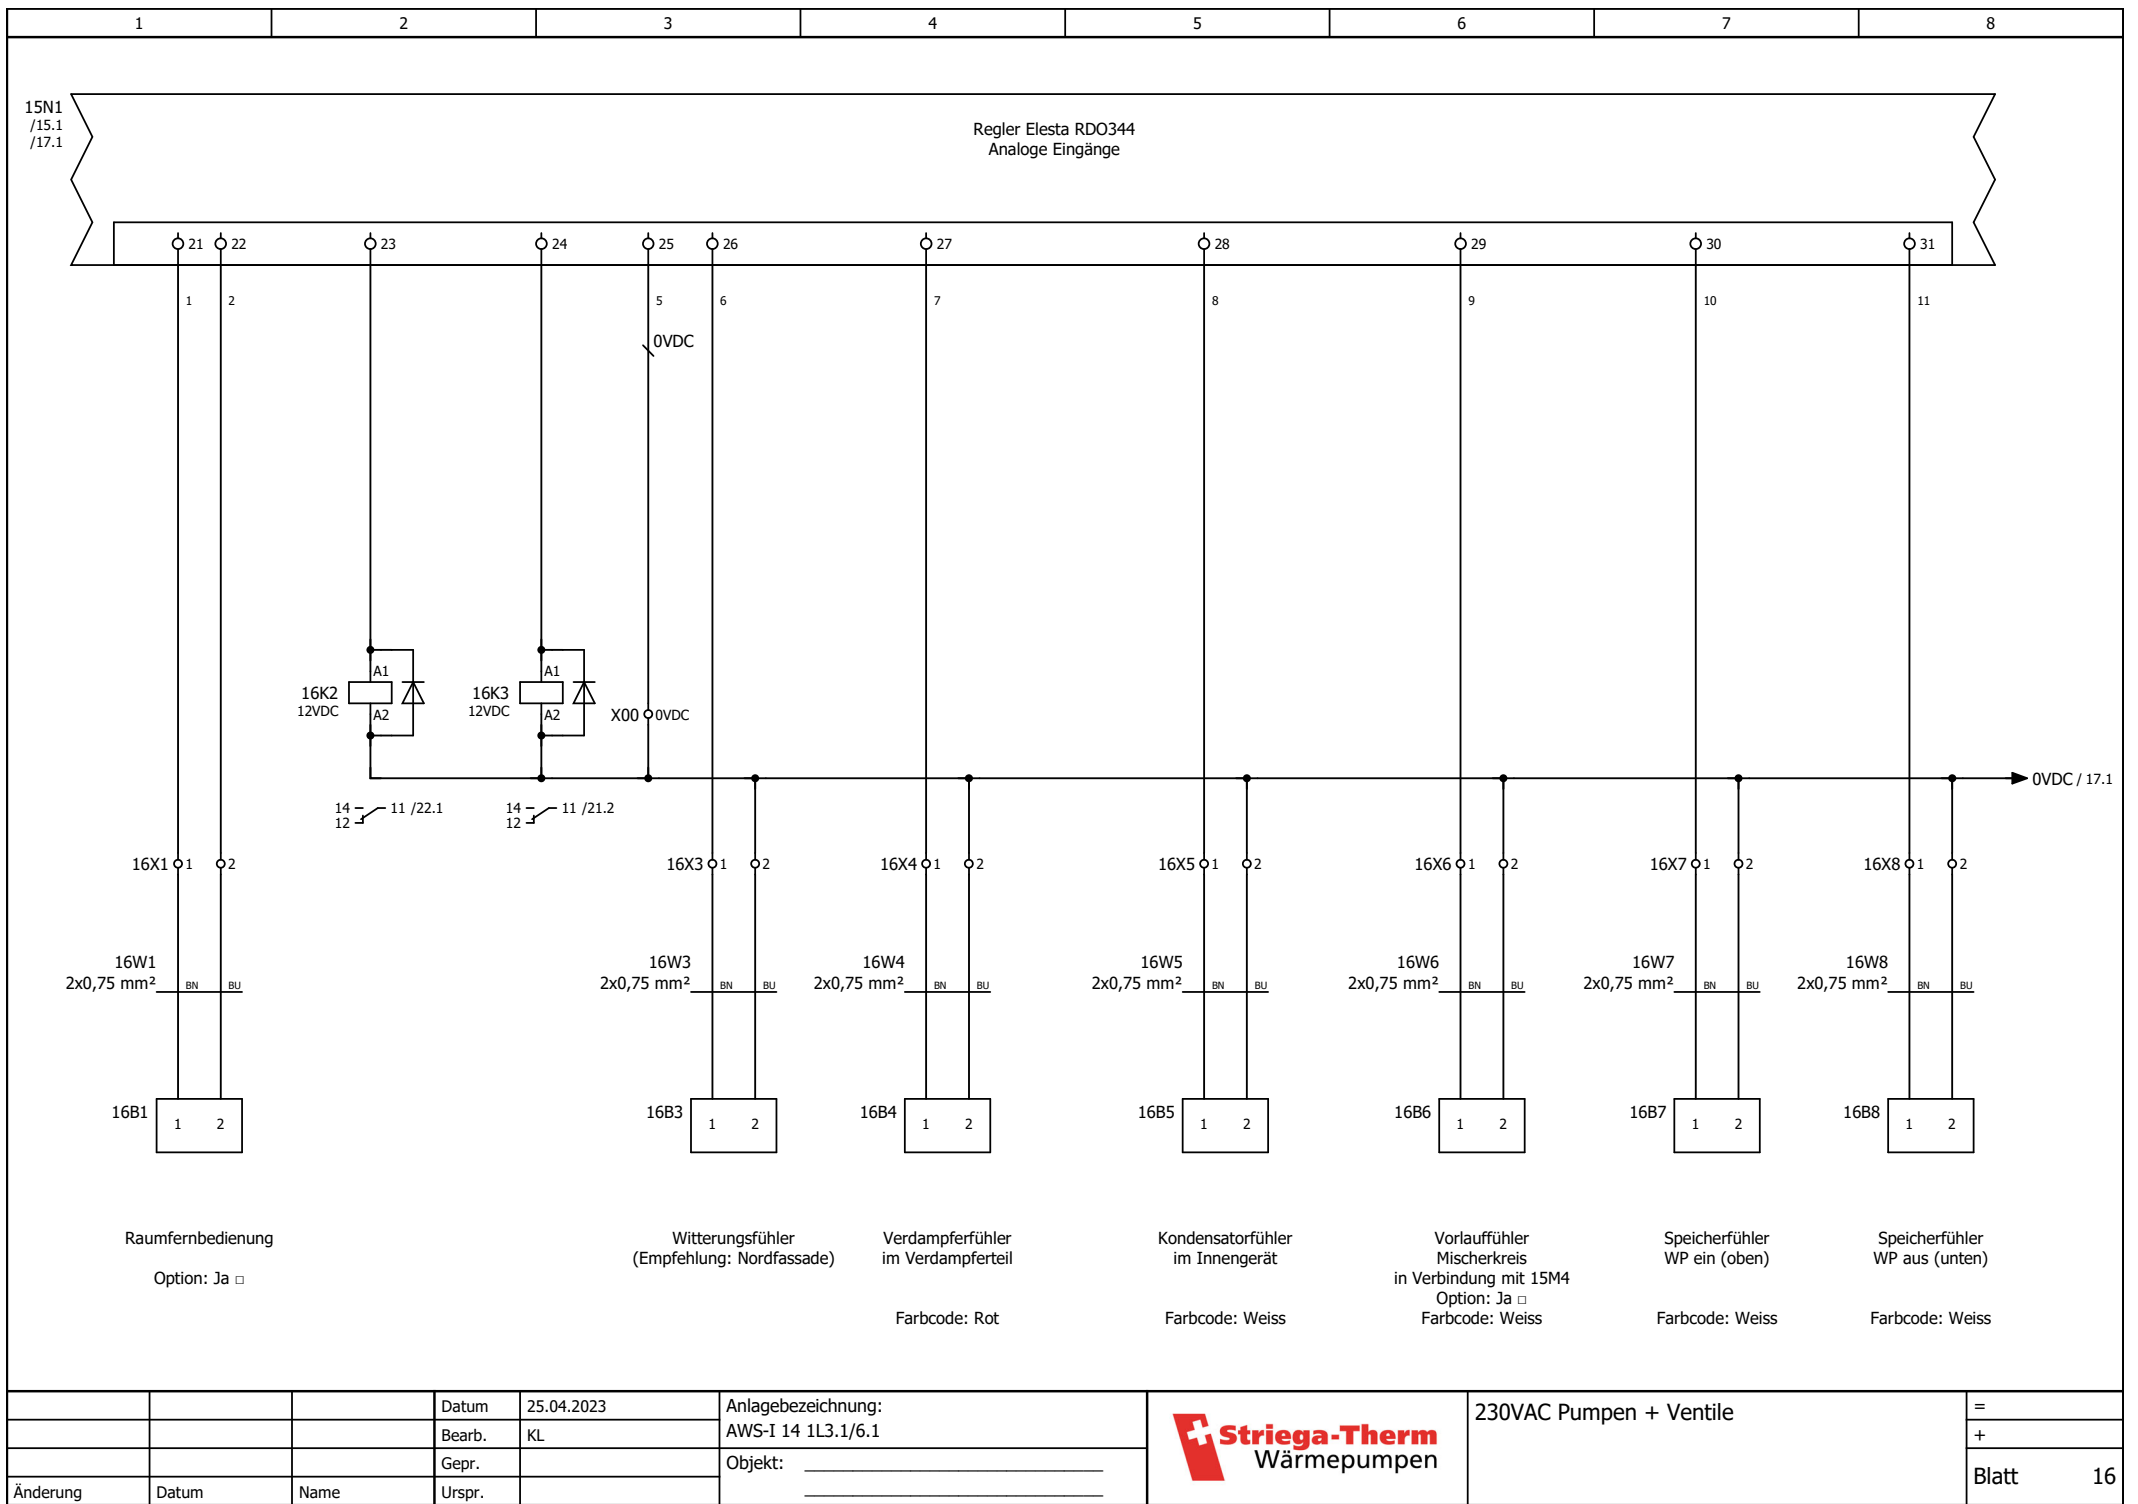 1 2 3 4 5 6 7 8
15N1
/15.1
/17.1
Regler Elesta RDO344
Analoge Eingänge
21 22 23 24 25 26 27 28 29 30 31
1 2 5 6 7 8 9 10 11
0VDC
A1 A1
16K2 16K3
12VDC 12VDC
A2 A2 X00 0VDC
0VDC / 17.1
14 11 /22.1 14 11 /21.2
12 12
16X1 1 2 16X3 1 2 16X4 1 2 16X5 1 2 16X6 1 2 16X7 1 2 16X8 1 2
16W1 16W3 16W4 16W5 16W6 16W7 16W8
2x0,75 mm² BN BU 2x0,75 mm² BN BU 2x0,75 mm² BN BU 2x0,75 mm² BN BU 2x0,75 mm² BN BU 2x0,75 mm² BN BU 2x0,75 mm² BN BU
16B1 16B3 16B4 16B5 16B6 16B7 16B8
1 2 1 2 1 2 1 2 1 2 1 2 1 2
Raumfernbedienung
Option: Ja □
Witterungsfühler
(Empfehlung: Nordfassade)
Verdampferfühler
im Verdampferteil
Farbcode: Rot
Kondensatorfühler
im Innengerät
Farbcode: Weiss
Vorlauffühler
Mischerkreis
in Verbindung mit 15M4
Option: Ja □
Farbcode: Weiss
Speicherfühler
WP ein (oben)
Farbcode: Weiss
Speicherfühler
WP aus (unten)
Farbcode: Weiss
Änderung Datum Name
Datum 25.04.2023
Bearb. KL
Gepr.
Urspr.
Anlagebezeichnung:
AWS-I 14 1L3.1/6.1
Objekt:
Striega-Therm
Wärmepumpen
230VAC Pumpen + Ventile
=
+
Blatt 16